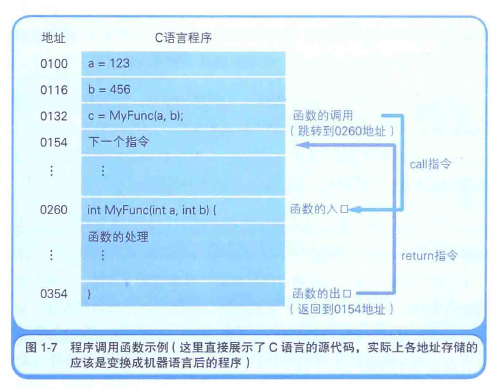 地址 C语言程序
0100 a = 123
0116 b = 456
0132 c = MyFunc(a, b); 函数的调用
（跳转到0260地址）
0154 下一个指令
⋮ ⋮
call指令
0260 int MyFunc(int a, int b) { 函数的入口
函数的处理
⋮ ⋮
return指令
0354 } 函数的出口
（返回到0154地址）
图 1-7 程序调用函数示例（这里直接展示了 C 语言的源代码，实际上各地址存储的
应该是变换成机器语言后的程序）